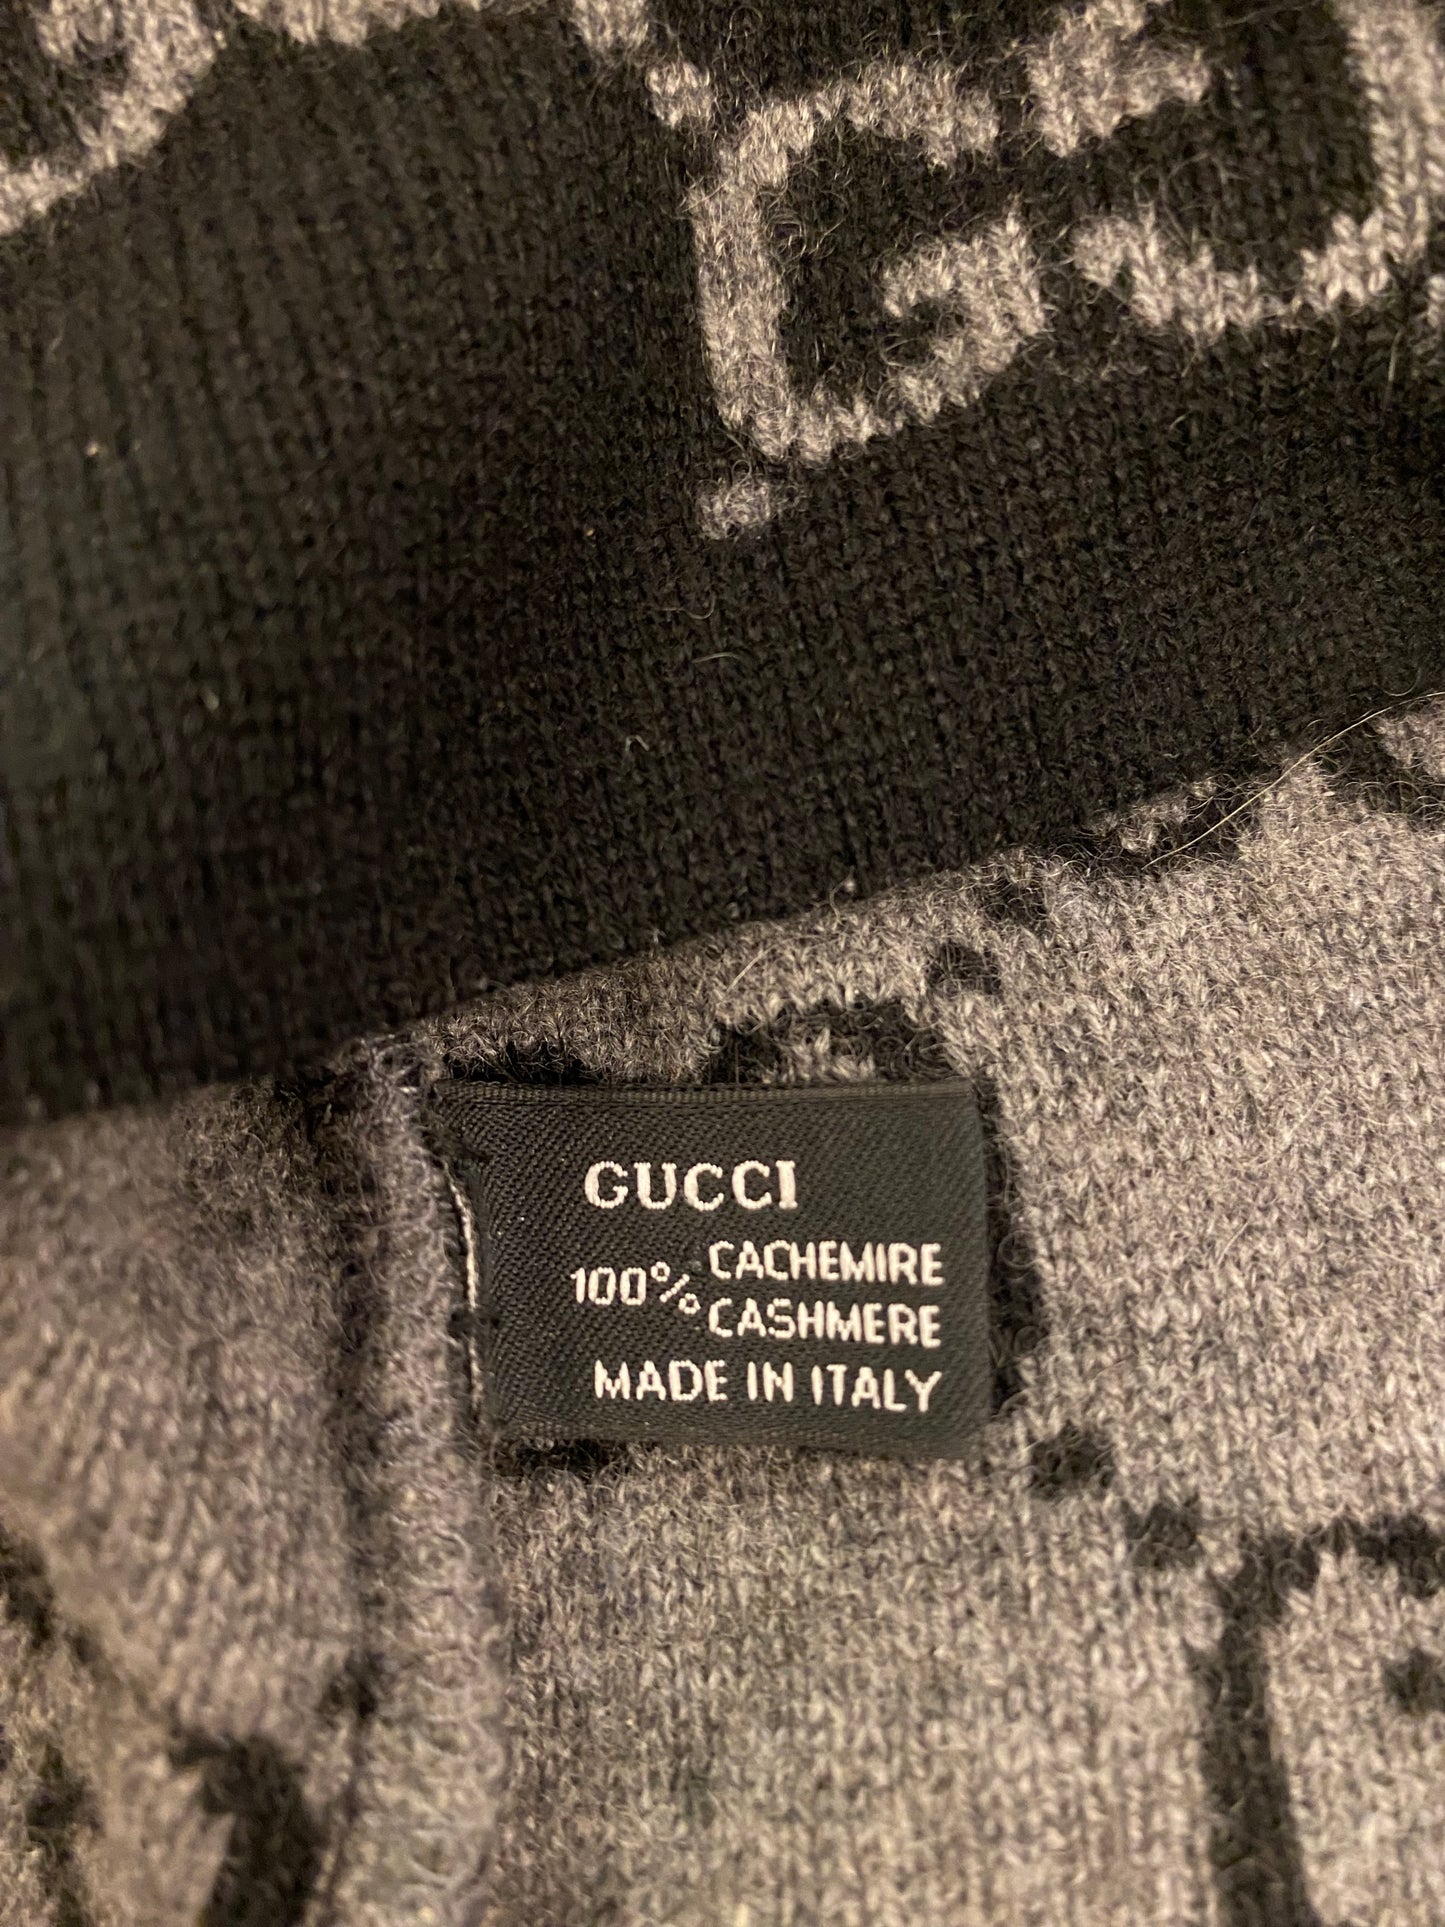 GUCCI
100% CACHEMIRE
CASHMERE
MADE IN ITALY